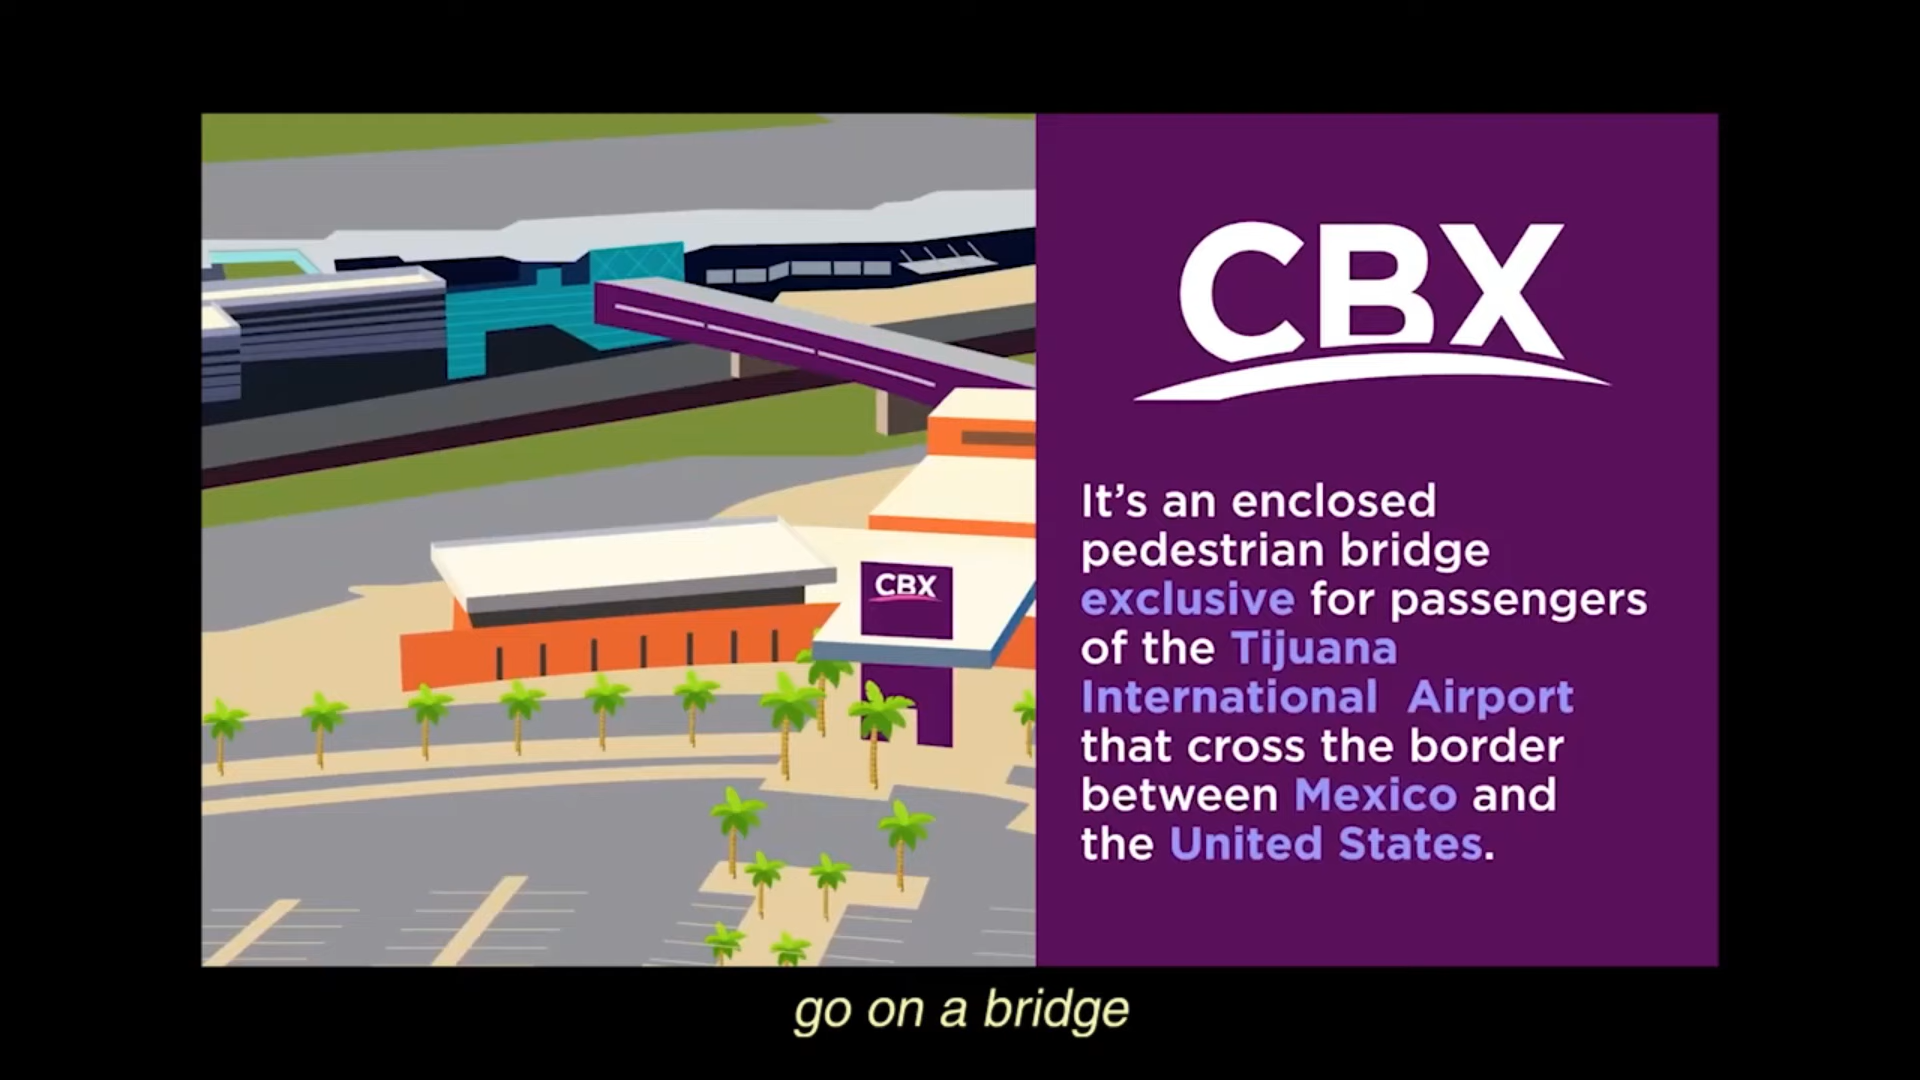 CBX
CBX
It’s an enclosed
pedestrian bridge
exclusive for passengers
of the Tijuana
International Airport
that cross the border
between Mexico and
the United States.
go on a bridge